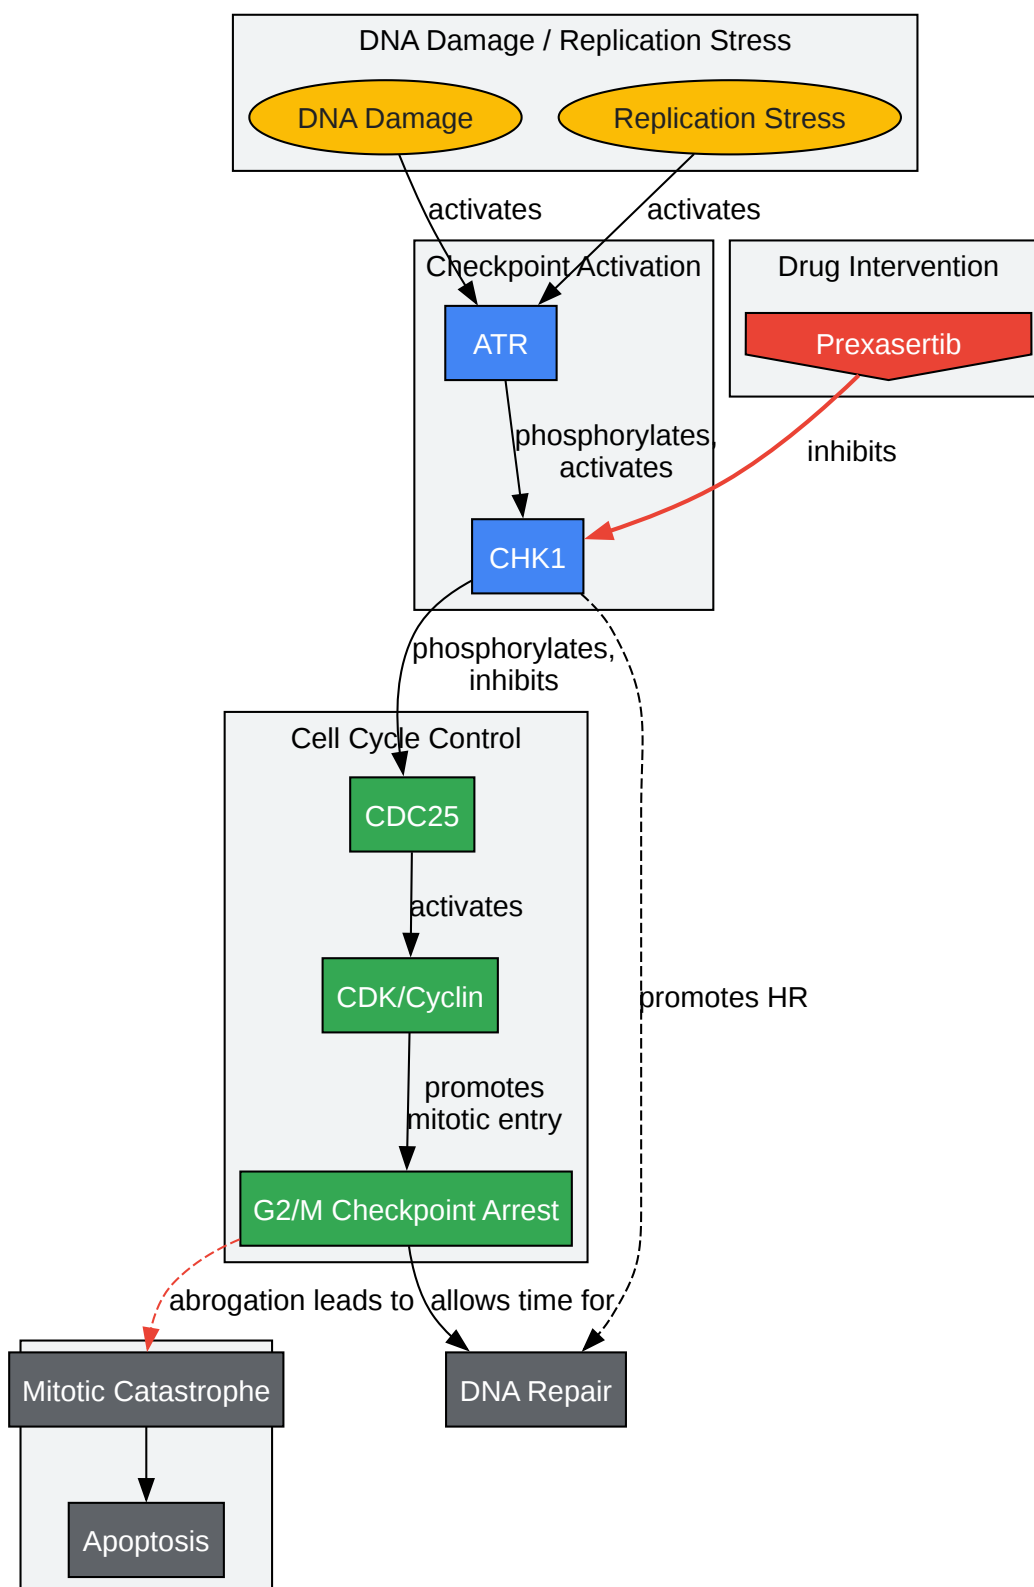 DNA Damage / Replication Stress
DNA Damage
Replication Stress
activates
activates
Checkpoint Activation
Drug Intervention
ATR
Prexasertib
phosphorylates,
activates
inhibits
CHK1
phosphorylates,
inhibits
Cell Cycle Control
CDC25
activates
CDK/Cyclin
promotes HR
promotes
mitotic entry
G2/M Checkpoint Arrest
abrogation leads to
allows time for
Mitotic Catastrophe
DNA Repair
Apoptosis